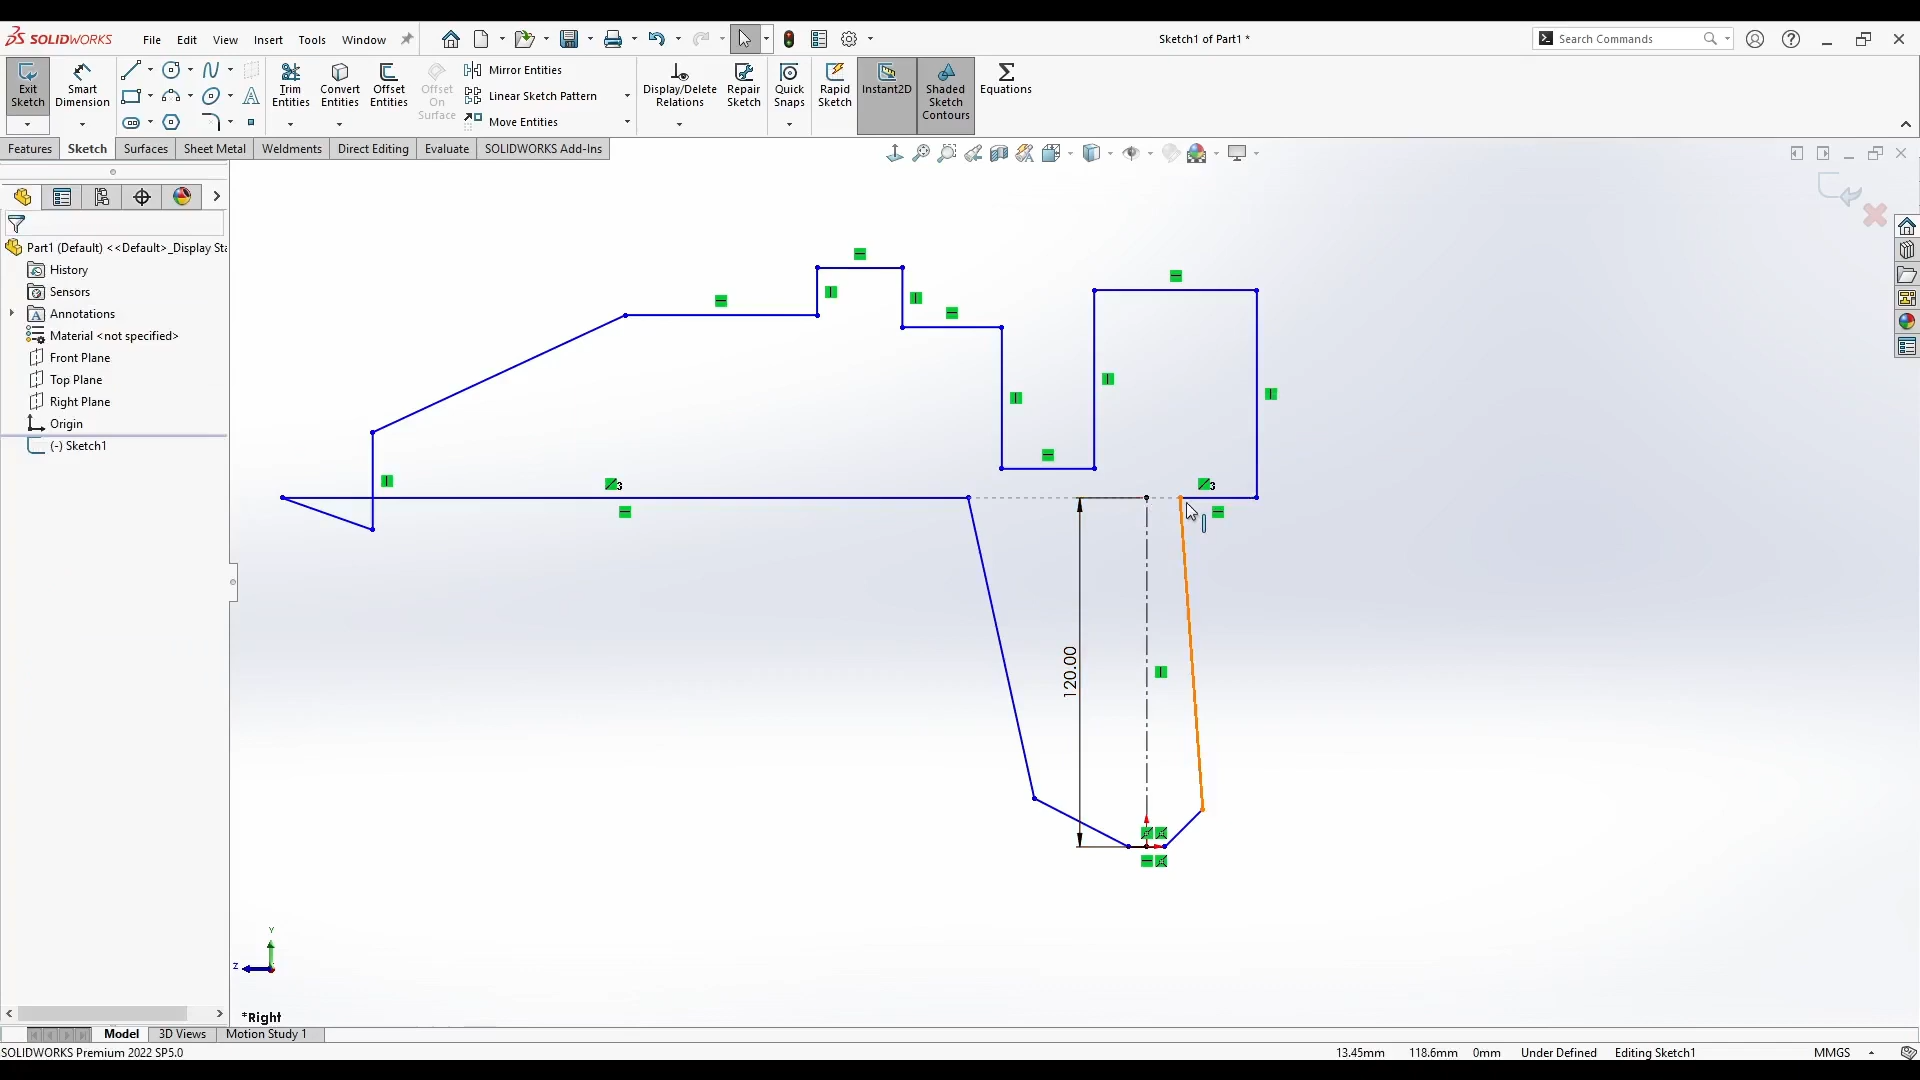 SOLIDWORKS
File Edit View Insert Tools Window
Sketch1 of Part1 *
Search Commands
Exit Sketch
Smart Dimension
Trim Entities
Convert Entities
Offset Entities
Offset On Surface
Mirror Entities
Linear Sketch Pattern
Move Entities
Display/Delete Relations
Repair Sketch
Quick Snaps
Rapid Sketch
Instant2D
Shaded Sketch Contours
Equations
Features Sketch Surfaces Sheet Metal Weldments Direct Editing Evaluate SOLIDWORKS Add-Ins
Part1 (Default) <<Default>_Display Sta
History
Sensors
Annotations
Material <not specified>
Front Plane
Top Plane
Right Plane
Origin
(-) Sketch1
3
3
120.00
Y
Z
*Right
Model 3D Views Motion Study 1
SOLIDWORKS Premium 2022 SP5.0
13.45mm 118.6mm 0mm Under Defined Editing Sketch1 MMGS